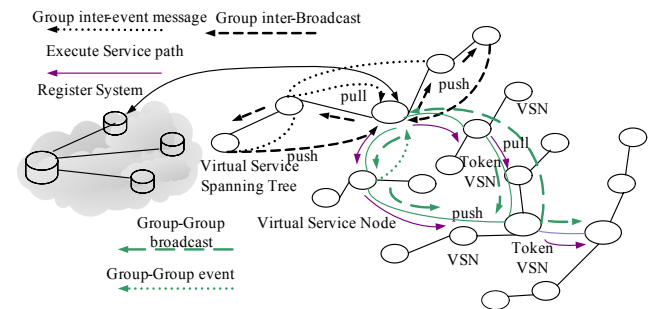 Group inter-event message
Group inter-Broadcast
Execute Service path
Register System
push
VSN
pull
Virtual Service
Spanning Tree
push
Token
VSN
pull
Virtual Service Node
push
VSN
Token
VSN
Group-Group
broadcast
Group-Group event